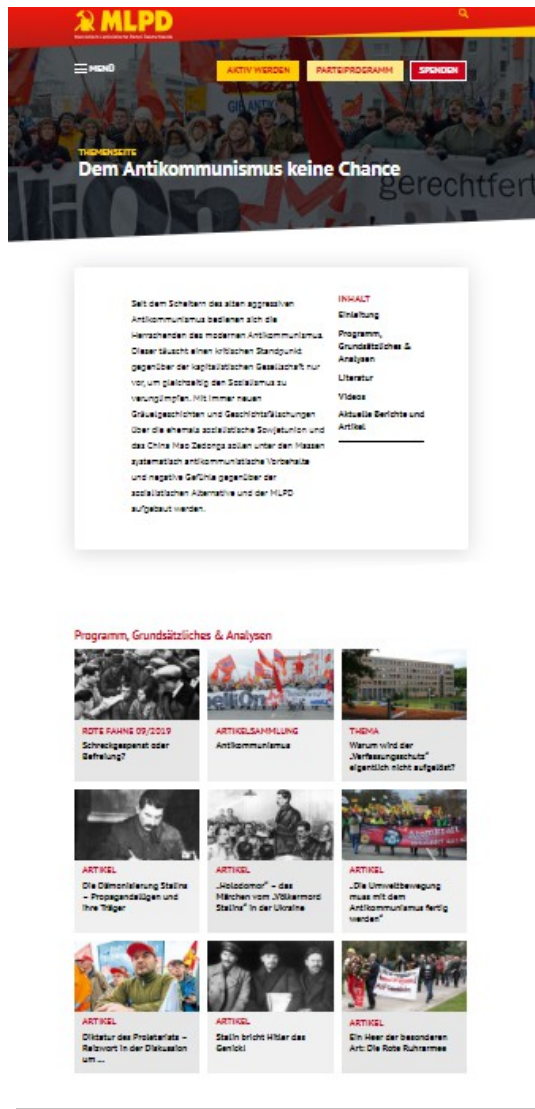 MLPD
MENÜ
AKTIV WERDEN
PARTEIPROGRAMM
SPENDEN
gerechtfert
THEMENSEITE
Dem Antikommunismus keine Chance
Seit dem Scheitern des alten aggressiven
Antikommunismus bedienen sich die
Herrschenden des modernen Antikommunismus.
Dieser täuscht einen kritischen Standpunkt
gegenüber der kapitalistischen Gesellschaft nur
vor, um gleichzeitig den Sozialismus zu
verunglimpfen. Mit immer neuen
Gräuelgeschichten und Geschichtsfälschungen
über die ehemals sozialistische Sowjetunion und
das China Mao Zedongs sollen unter den Massen
systematisch antikommunistische Vorbehalte
und negative Gefühle gegenüber der
sozialistischen Alternative und der MLPD
aufgebaut werden.
INHALT
Einleitung
Programm,
Grundsätzliches &
Analysen
Literatur
Videos
Aktuelle Berichte und
Artikel
Programm, Grundsätzliches & Analysen
ROTE FAHNE 09/2019
Schreckgespenst oder
Befreiung?
ARTIKELSAMMLUNG
Antikommunismus
THEMA
Warum wird der
„Verfassungsschutz“
eigentlich nicht aufgelöst?
ARTIKEL
Die Dämonisierung Stalins
– Propagandalügen und
ihre Träger
ARTIKEL
„Holodomor“ – das
Märchen vom „Völkermord
Stalins“ in der Ukraine
ARTIKEL
„Die Umweltbewegung
muss mit dem
Antikommunismus fertig
werden“
ARTIKEL
Diktatur des Proletariats –
Reizwort in der Diskussion
um ...
ARTIKEL
Stalin bricht Hitler das
Genick!
ARTIKEL
Ein Heer der besonderen
Art: Die Rote Ruhrarmee